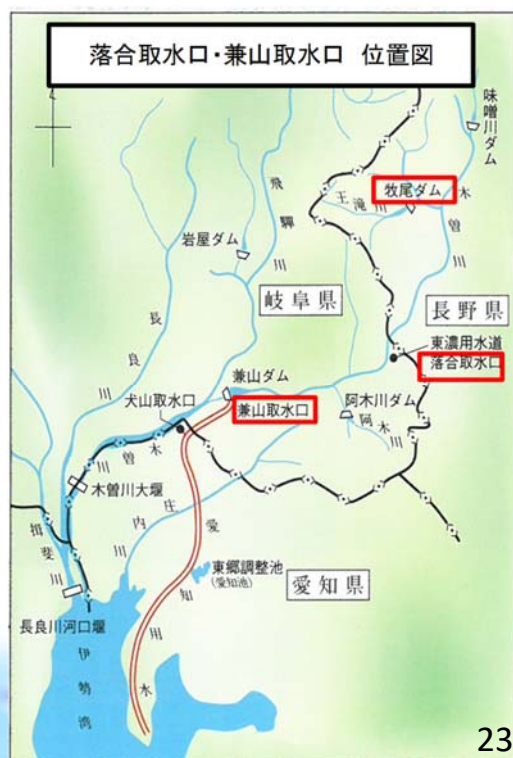 落合取水口・兼山取水口 位置図
味噌川ダム
牧尾ダム
王滝川
木曽川
飛騨川
岩屋ダム
岐阜県
長野県
長良川
東濃用水道
落合取水口
兼山ダム
犬山取水口
兼山取水口
阿木川ダム
阿木川
木曽川
木曽川大堰
庄内川
揖斐川
愛知用水
東郷調整池
(愛知池)
愛知県
長良川河口堰
伊勢湾
23